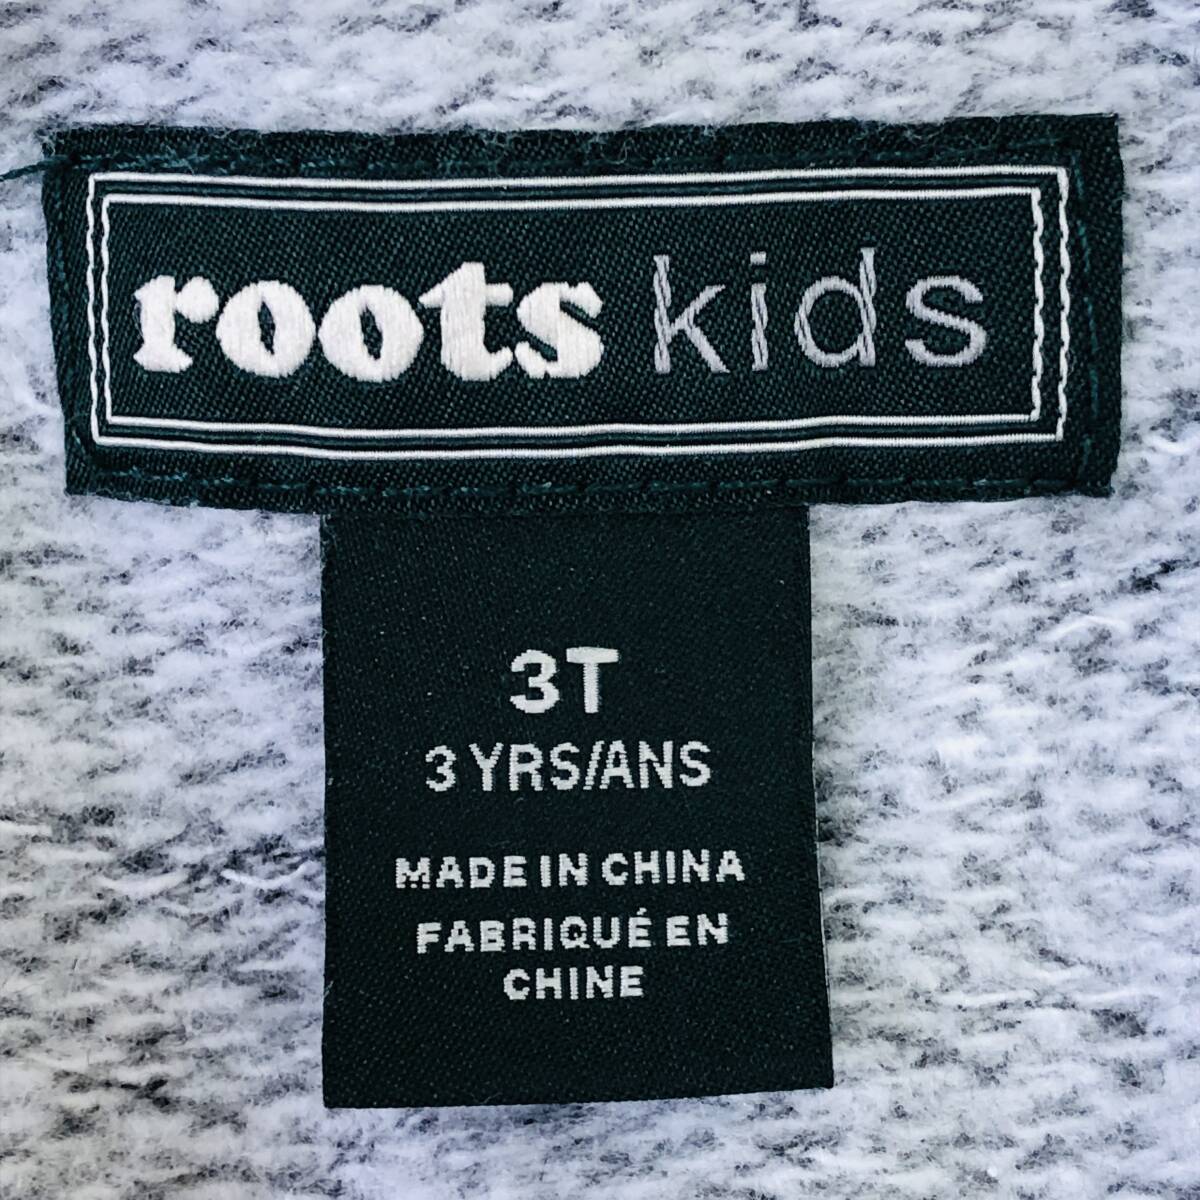 roots kids
3T
3 YRS/ANS
MADE IN CHINA
FABRIQUÉ EN
CHINE